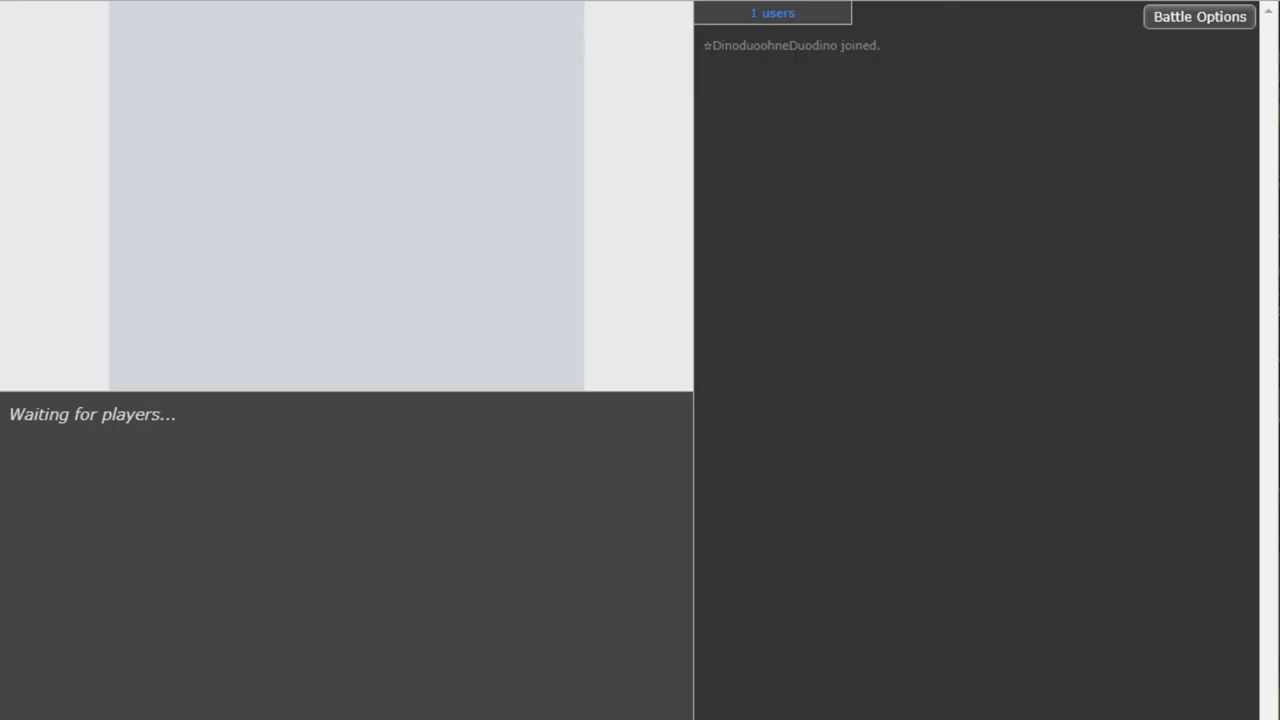 1 users
Battle Options
☆DinoduoohneDuodino joined.
Waiting for players...